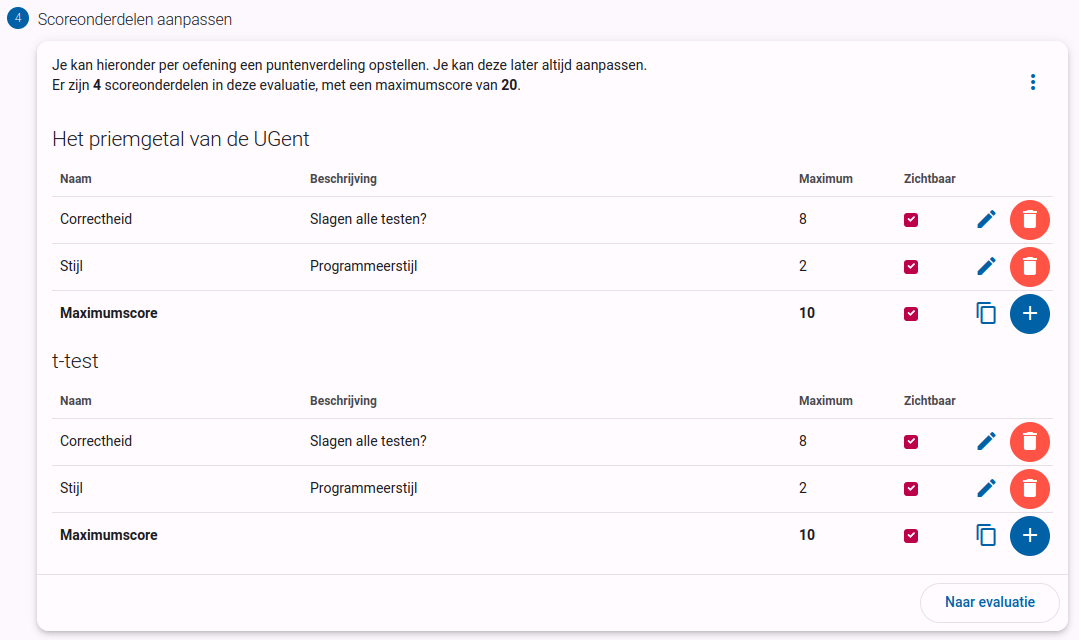 4 Scoreonderdelen aanpassen
Je kan hieronder per oefening een puntenverdeling opstellen. Je kan deze later altijd aanpassen.
Er zijn 4 scoreonderdelen in deze evaluatie, met een maximumscore van 20.
Het priemgetal van de UGent
Naam Beschrijving Maximum Zichtbaar
Correctheid Slagen alle testen? 8
Stijl Programmeerstijl 2
Maximumscore 10
t-test
Naam Beschrijving Maximum Zichtbaar
Correctheid Slagen alle testen? 8
Stijl Programmeerstijl 2
Maximumscore 10
Naar evaluatie